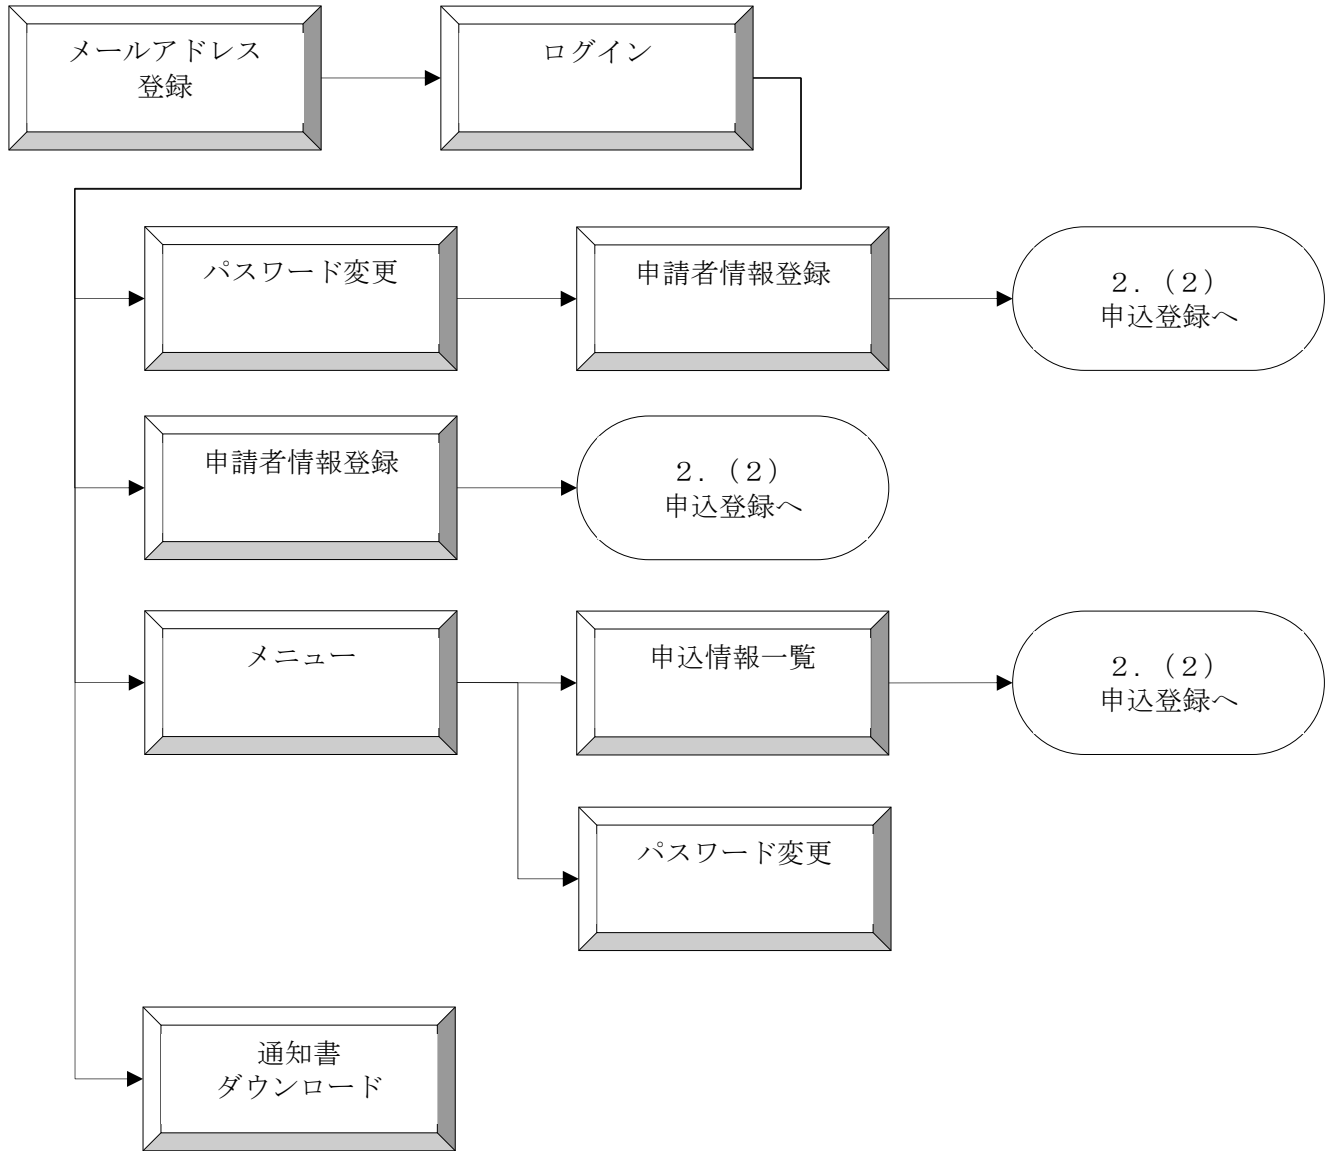 メールアドレス
登録
ログイン
パスワード変更
申請者情報登録
２．（２）
申込登録へ
申請者情報登録
２．（２）
申込登録へ
メニュー
申込情報一覧
２．（２）
申込登録へ
パスワード変更
通知書
ダウンロード